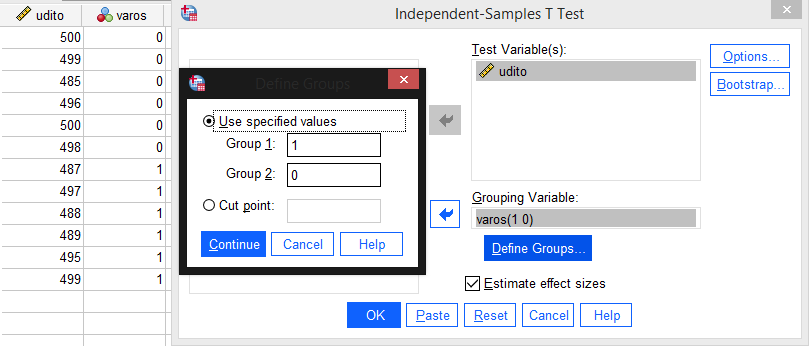 udito varos
500 0
499 0
485 0
496 0
500 0
498 0
487 1
497 1
488 1
489 1
495 1
499 1
Independent-Samples T Test
Test Variable(s):
udito
Options...
Bootstrap...
Define Groups
Use specified values
Group 1: 1
Group 2: 0
Cut point:
Continue Cancel Help
Grouping Variable:
varos(1 0)
Define Groups...
Estimate effect sizes
OK Paste Reset Cancel Help